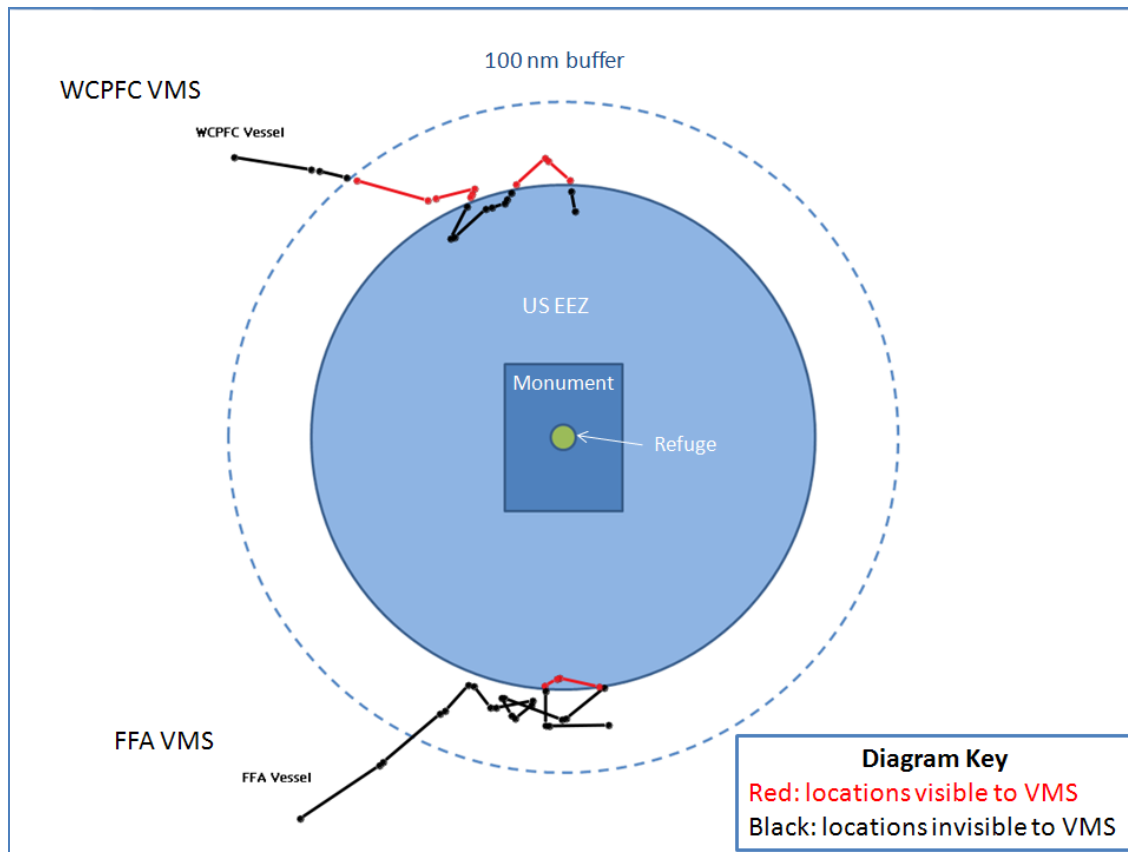 100 nm buffer
WCPFC VMS
WCPFC Vessel
US EEZ
Monument
Refuge
FFA VMS
FFA Vessel
Diagram Key
Red: locations visible to VMS
Black: locations invisible to VMS